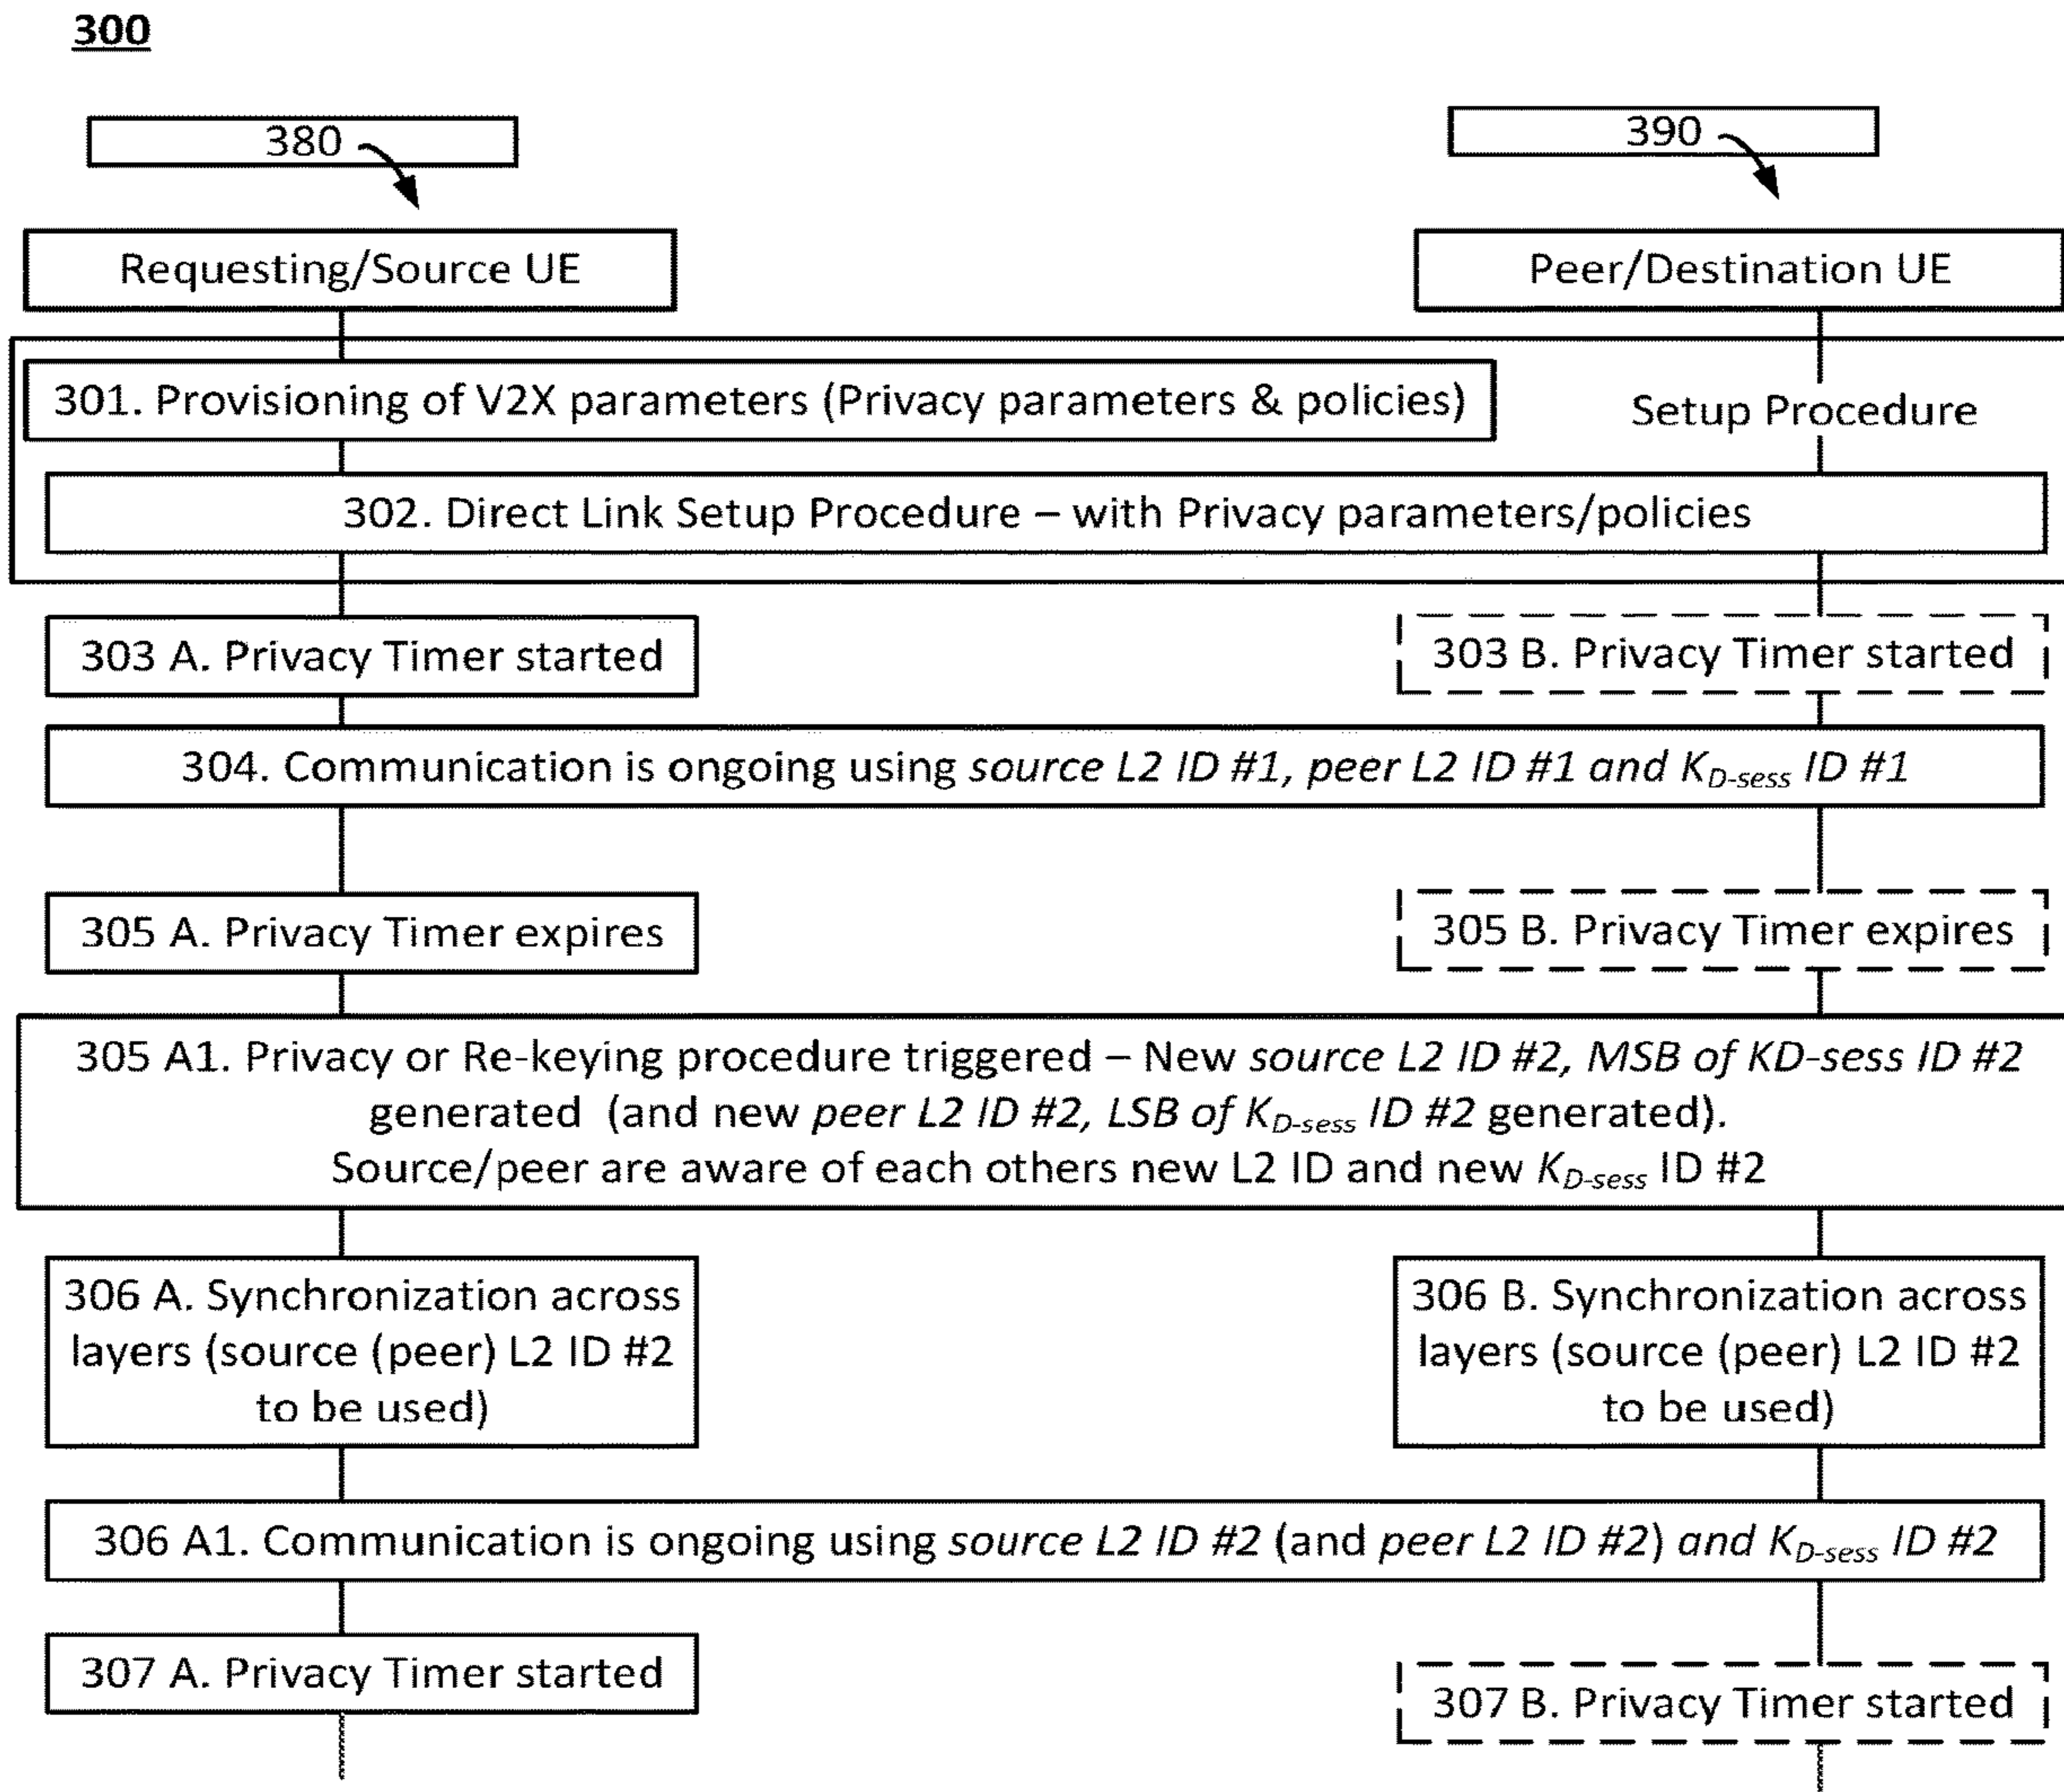 300
380
390
Requesting/Source UE
Peer/Destination UE
301. Provisioning of V2X parameters (Privacy parameters & policies)
Setup Procedure
302. Direct Link Setup Procedure – with Privacy parameters/policies
303 A. Privacy Timer started
303 B. Privacy Timer started
304. Communication is ongoing using source L2 ID #1, peer L2 ID #1 and K_D-sess ID #1
305 A. Privacy Timer expires
305 B. Privacy Timer expires
305 A1. Privacy or Re-keying procedure triggered – New source L2 ID #2, MSB of KD-sess ID #2
generated (and new peer L2 ID #2, LSB of K_D-sess ID #2 generated).
Source/peer are aware of each others new L2 ID and new K_D-sess ID #2
306 A. Synchronization across
layers (source (peer) L2 ID #2
to be used)
306 B. Synchronization across
layers (source (peer) L2 ID #2
to be used)
306 A1. Communication is ongoing using source L2 ID #2 (and peer L2 ID #2) and K_D-sess ID #2
307 A. Privacy Timer started
307 B. Privacy Timer started